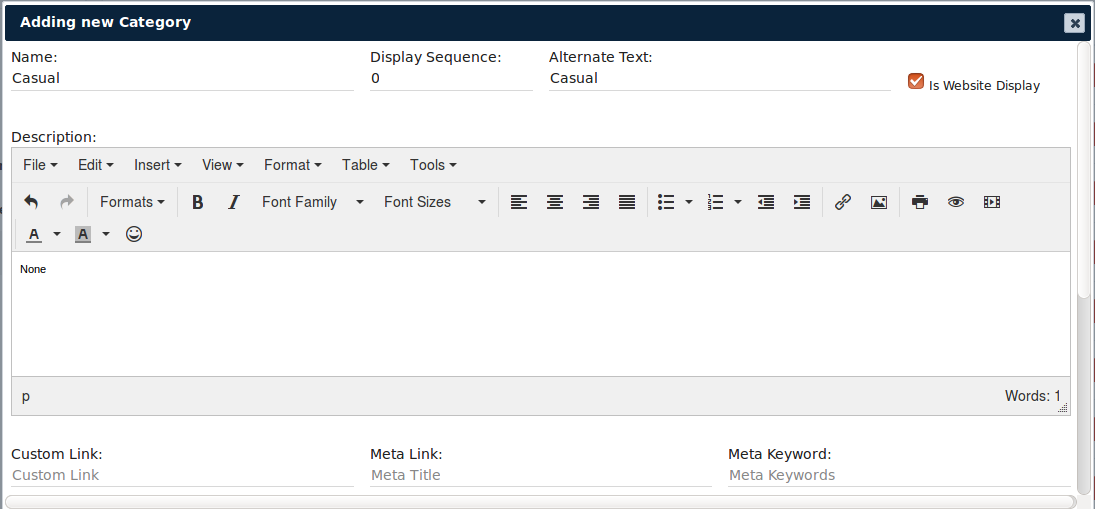 Adding new Category
Name: Display Sequence: Alternate Text:
Casual 0 Casual Is Website Display
Description:
File Edit Insert View Format Table Tools
Formats B I Font Family Font Sizes
A A
None
p Words: 1
Custom Link: Meta Link: Meta Keyword:
Custom Link Meta Title Meta Keywords